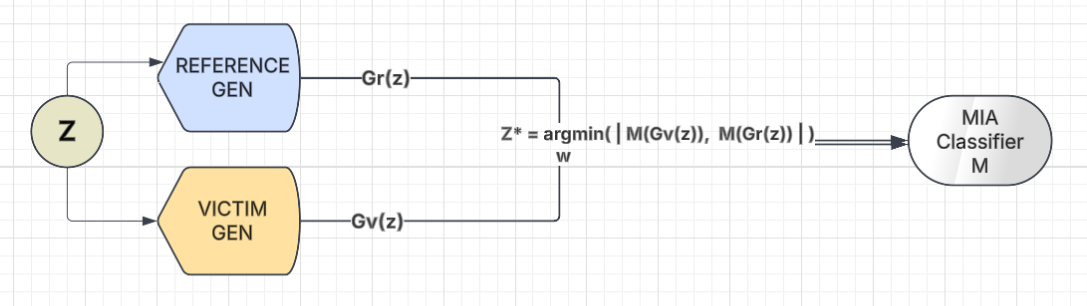 REFERENCE
GEN
Gr(z)
Z
Z* = argmin( | M(Gv(z)), M(Gr(z)) | )
w
MIA
Classifier
M
VICTIM
GEN
Gv(z)